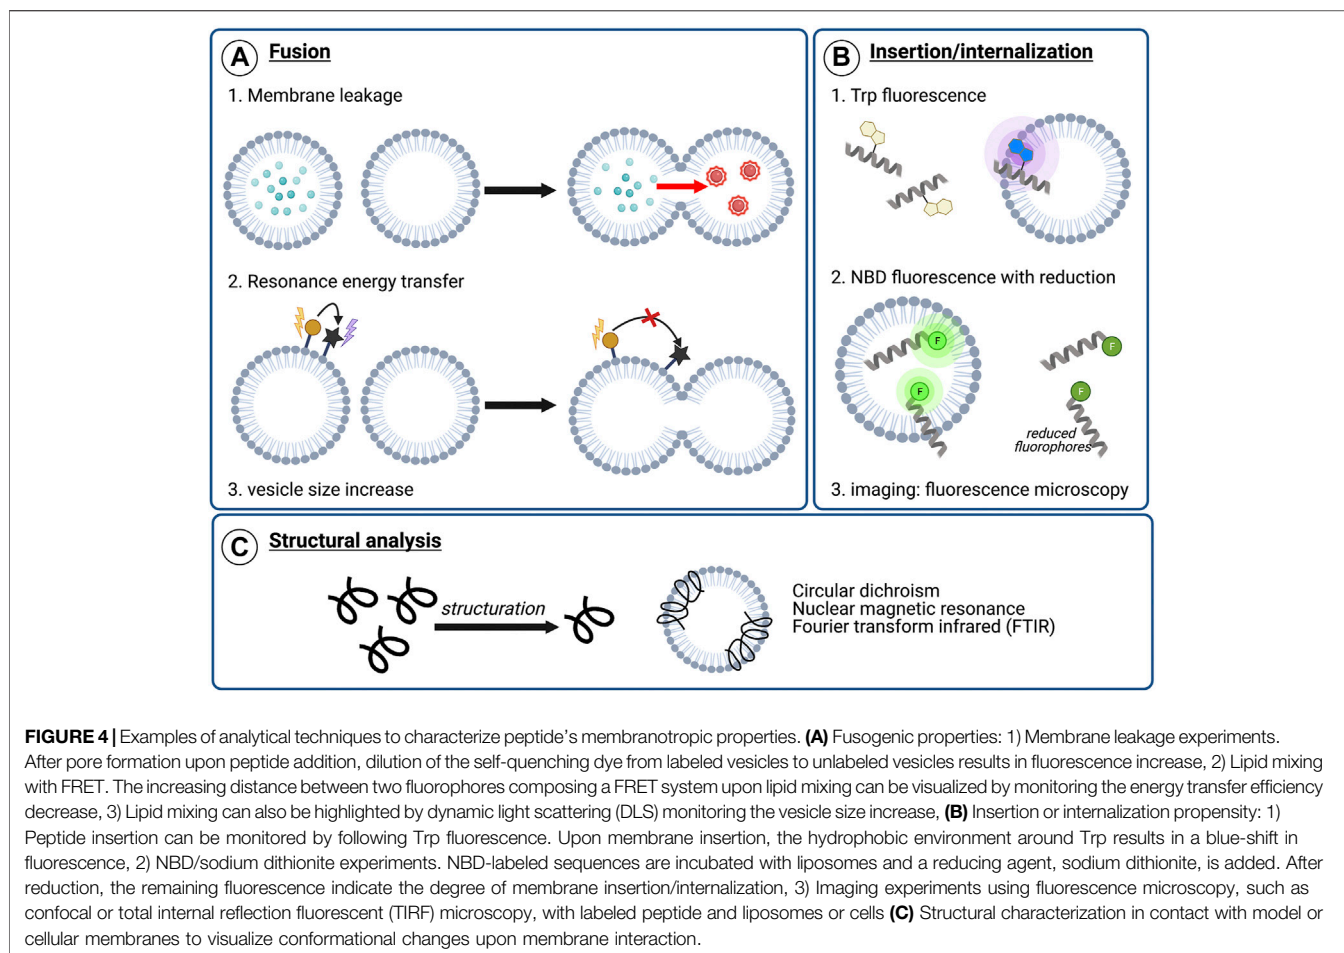 A Fusion
1. Membrane leakage
2. Resonance energy transfer
3. vesicle size increase
B Insertion/internalization
1. Trp fluorescence
2. NBD fluorescence with reduction
F
F
F
F
reduced
fluorophores
3. imaging: fluorescence microscopy
C Structural analysis
structuration
Circular dichroism
Nuclear magnetic resonance
Fourier transform infrared (FTIR)
FIGURE 4 | Examples of analytical techniques to characterize peptide's membranotropic properties. (A) Fusogenic properties: 1) Membrane leakage experiments.
After pore formation upon peptide addition, dilution of the self-quenching dye from labeled vesicles to unlabeled vesicles results in fluorescence increase, 2) Lipid mixing
with FRET. The increasing distance between two fluorophores composing a FRET system upon lipid mixing can be visualized by monitoring the energy transfer efficiency
decrease, 3) Lipid mixing can also be highlighted by dynamic light scattering (DLS) monitoring the vesicle size increase, (B) Insertion or internalization propensity: 1)
Peptide insertion can be monitored by following Trp fluorescence. Upon membrane insertion, the hydrophobic environment around Trp results in a blue-shift in
fluorescence, 2) NBD/sodium dithionite experiments. NBD-labeled sequences are incubated with liposomes and a reducing agent, sodium dithionite, is added. After
reduction, the remaining fluorescence indicate the degree of membrane insertion/internalization, 3) Imaging experiments using fluorescence microscopy, such as
confocal or total internal reflection fluorescent (TIRF) microscopy, with labeled peptide and liposomes or cells (C) Structural characterization in contact with model or
cellular membranes to visualize conformational changes upon membrane interaction.